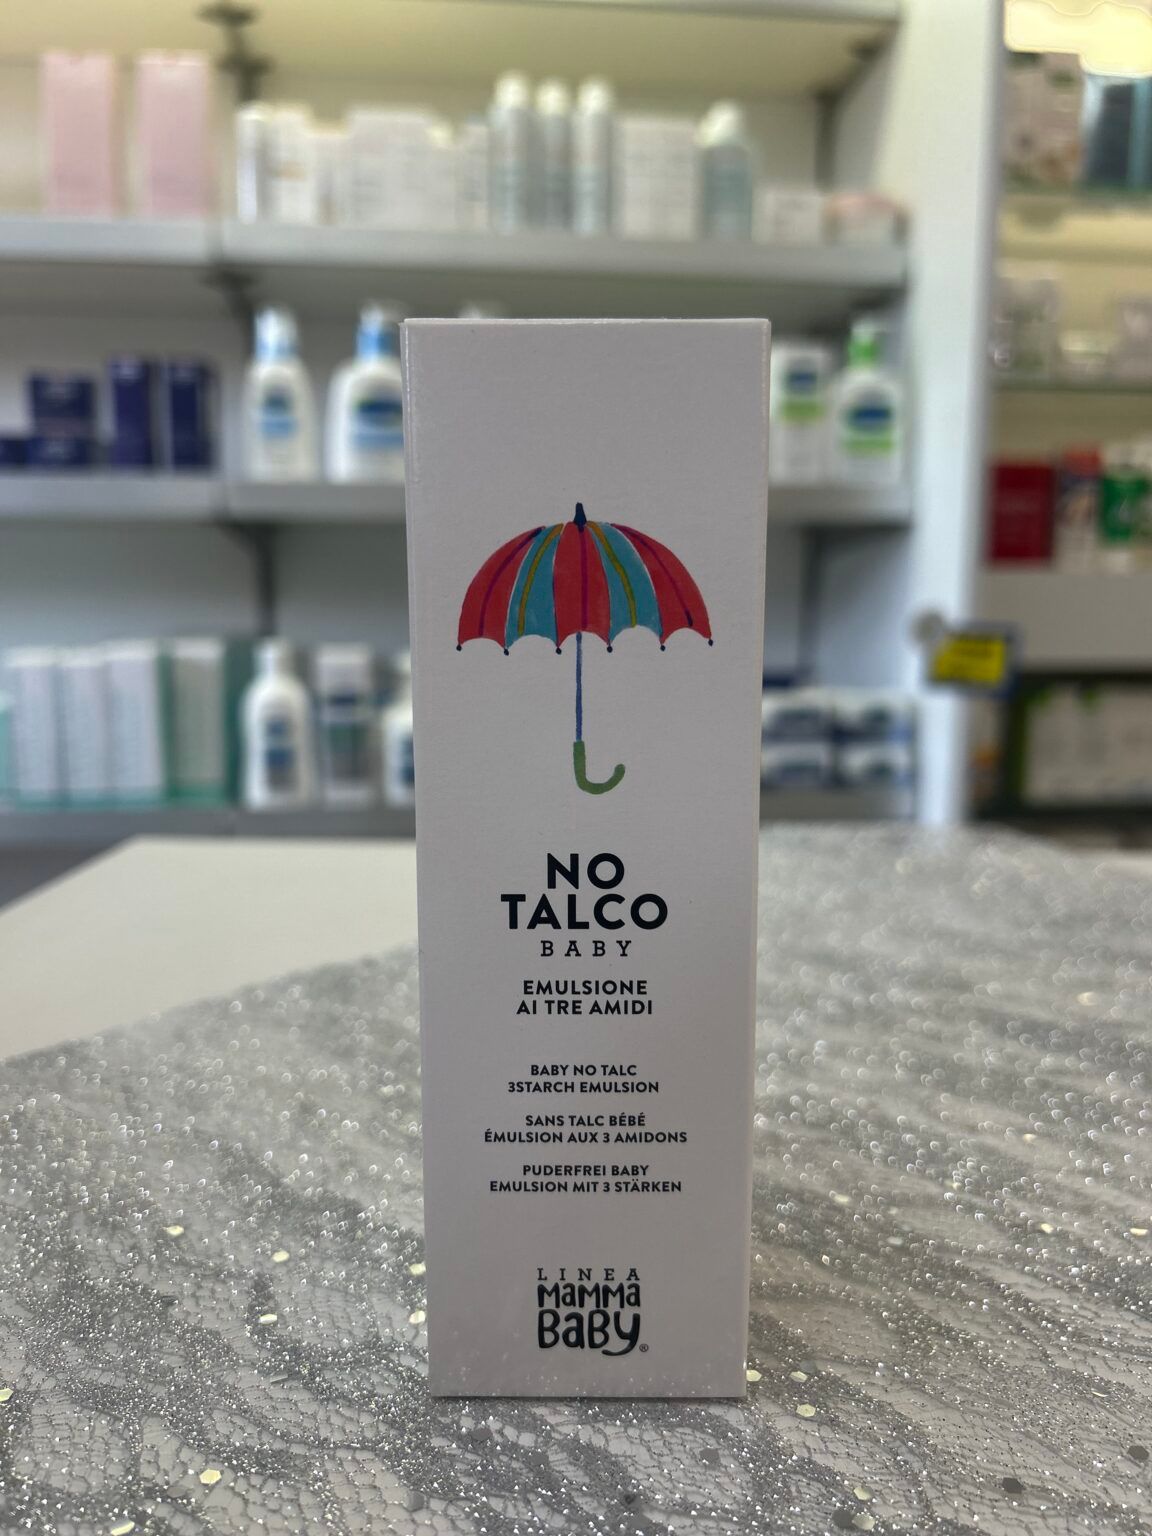 NO
TALCO
BABY
EMULSIONE
AI TRE AMIDI
BABY NO TALC
3STARCH EMULSION
SANS TALC BÉBÉ
ÉMULSION AUX 3 AMIDONS
PUDERFREI BABY
EMULSION MIT 3 STÄRKEN
LINEA
MAMMA
BABY®